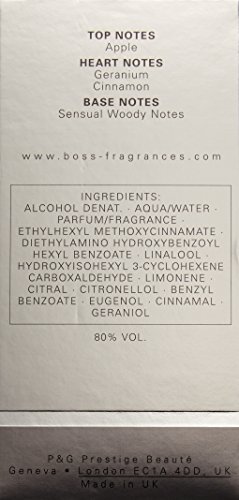 TOP NOTES
Apple
HEART NOTES
Geranium
Cinnamon
BASE NOTES
Sensual Woody Notes
www.boss-fragrances.com
INGREDIENTS:
ALCOHOL DENAT. • AQUA/WATER •
PARFUM/FRAGRANCE •
ETHYLHEXYL METHOXYCINNAMATE •
DIETHYLAMINO HYDROXYBENZOYL
HEXYL BENZOATE • LINALOOL •
HYDROXYISOHEXYL 3-CYCLOHEXENE
CARBOXALDEHYDE • LIMONENE •
CITRAL • CITRONELLOL • BENZYL
BENZOATE • EUGENOL • CINNAMAL •
GERANIOL
80% VOL.
P&G Prestige Beauté
Geneva • London EC1A 4DD, UK
Made in UK